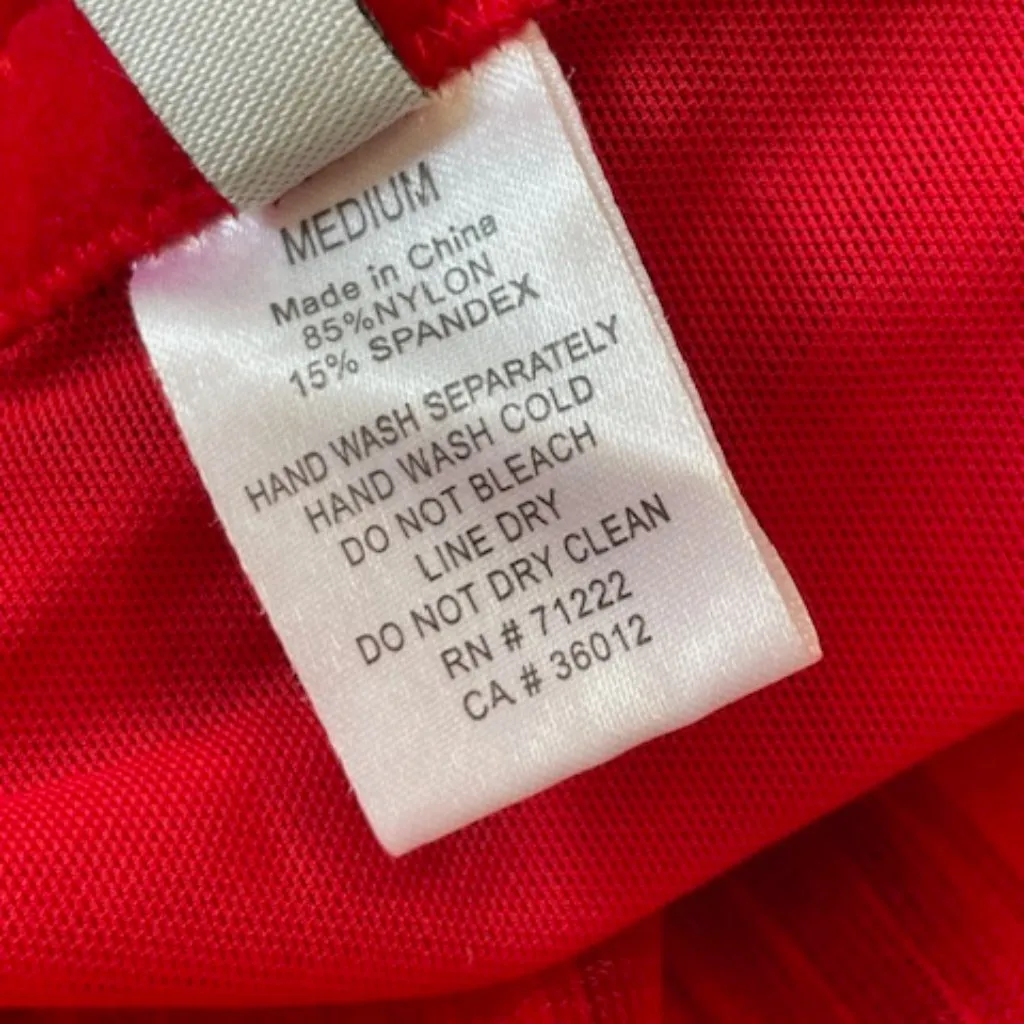 MEDIUM
Made in China
85%NYLON
15% SPANDEX
HAND WASH SEPARATELY
HAND WASH COLD
DO NOT BLEACH
LINE DRY
DO NOT DRY CLEAN
RN # 71222
CA # 36012